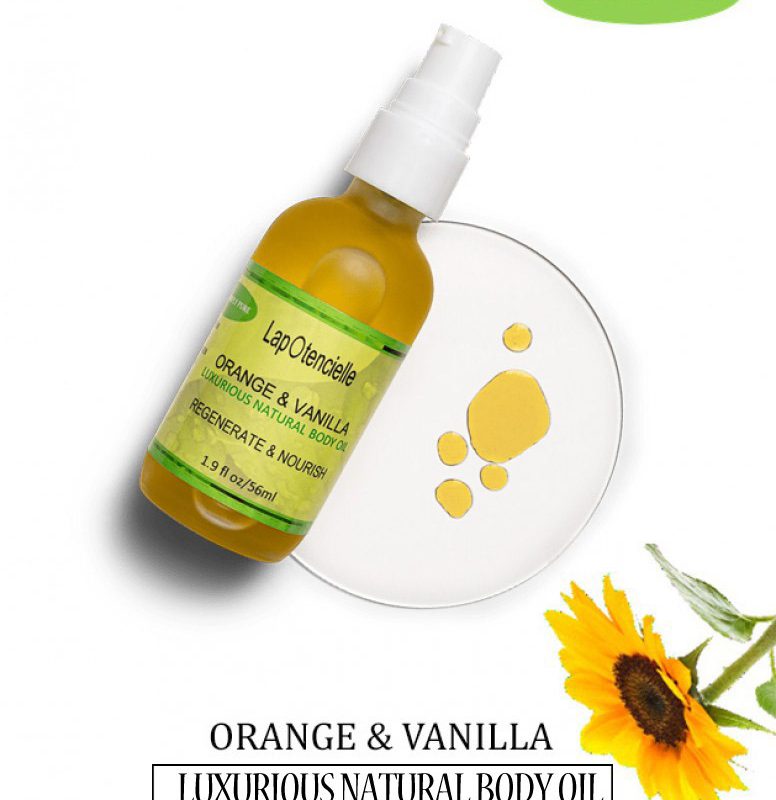 PURE
LapOtencielle
ORANGE & VANILLA
LUXURIOUS NATURAL BODY OIL
REGENERATE & NOURISH
1.9 fl oz/56ml
ORANGE & VANILLA
LUXURIOUS NATURAL BODY OIL